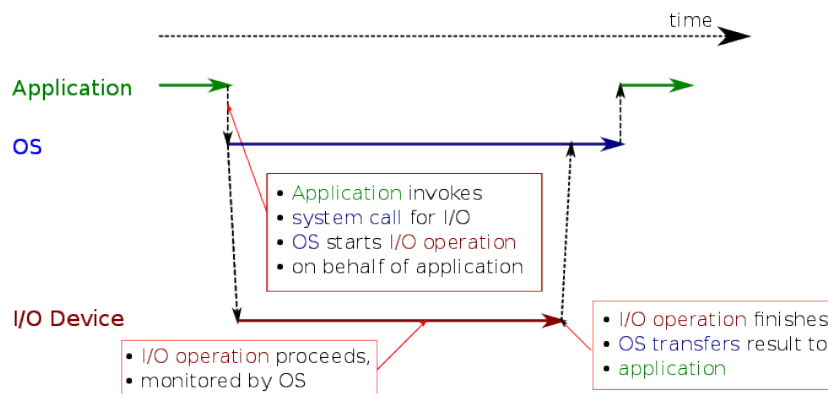 time
Application
OS
• Application invokes
• system call for I/O
• OS starts I/O operation
• on behalf of application
I/O Device
• I/O operation proceeds,
• monitored by OS
• I/O operation finishes
• OS transfers result to
• application